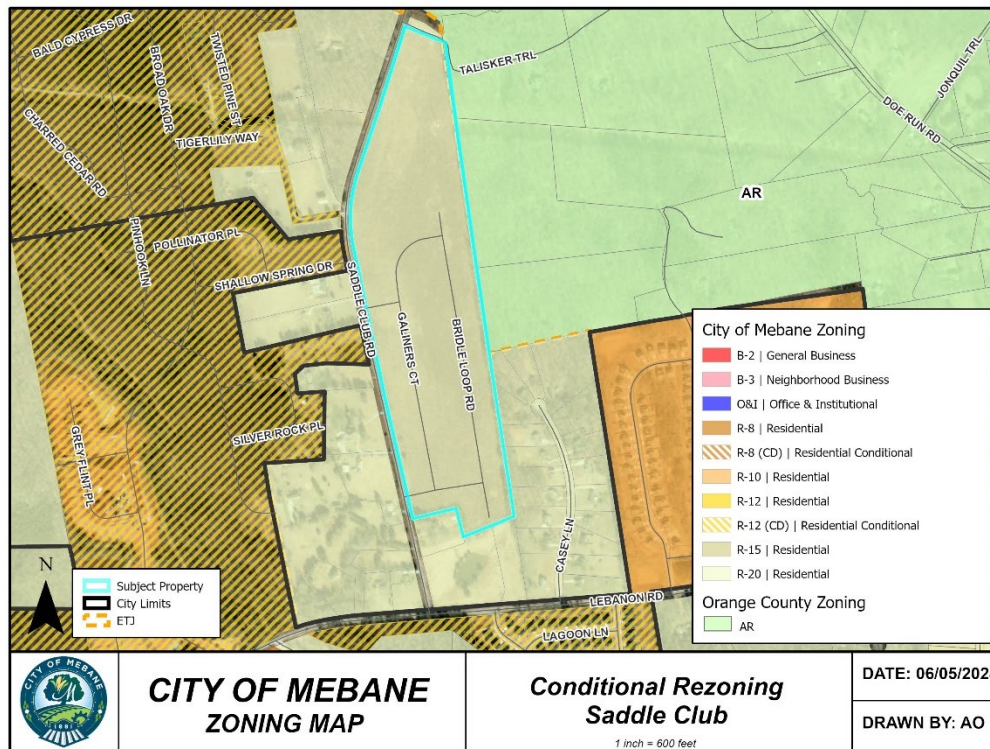 BALD CYPRESS DR
BROAD OAK DR
TWISTED PINE ST
TIGERLILY WAY
CHARRED CEDAR RD
PINHOOK LN
POLLINATOR PL
SHALLOW SPRING DR
SADDLE CLUB RD
GALINERS CT
BRIDLE LOOP RD
TALISKER TRL
DOE RUN RD
JONQUIL TRL
AR
SILVER ROCK PL
GREY FLINT PL
CASEY LN
LEBANON RD
LAGOON LN
N
Subject Property
City Limits
ETJ
City of Mebane Zoning
B-2 | General Business
B-3 | Neighborhood Business
O&I | Office & Institutional
R-8 | Residential
R-8 (CD) | Residential Conditional
R-10 | Residential
R-12 | Residential
R-12 (CD) | Residential Conditional
R-15 | Residential
R-20 | Residential
Orange County Zoning
AR
CITY OF MEBANE
1881
CITY OF MEBANE
ZONING MAP
Conditional Rezoning
Saddle Club
1 inch = 600 feet
DATE: 06/05/202
DRAWN BY: AO